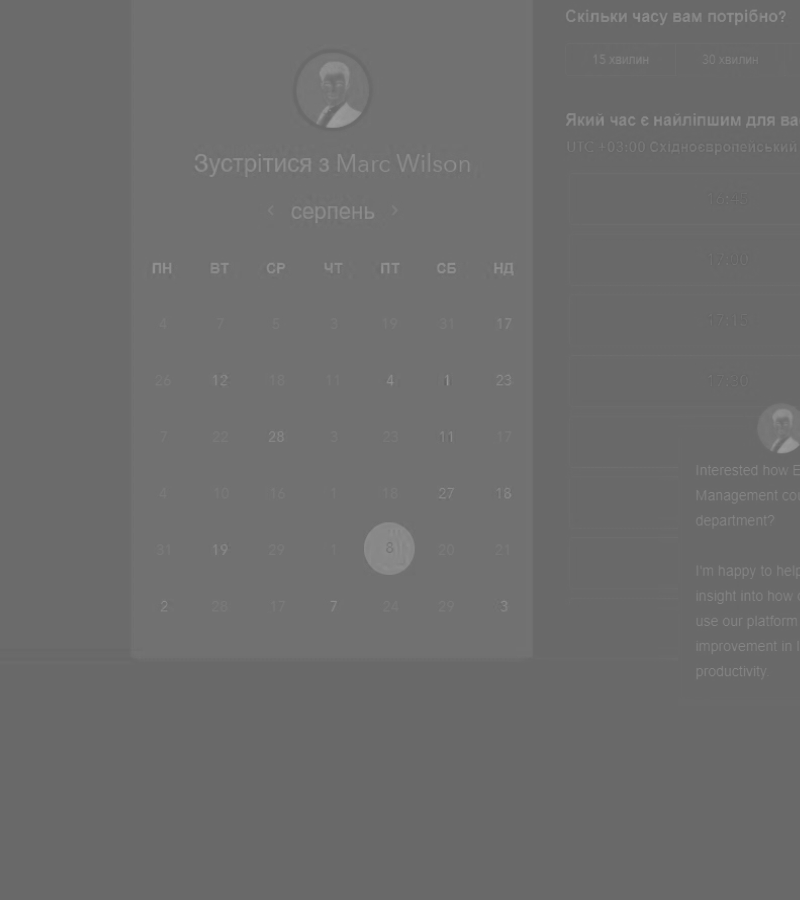 Зустрітися з Marc Wilson
‹ серпень ›
ПН ВТ СР ЧТ ПТ СБ НД
4 7 5 3 19 31 17
26 12 18 11 4 1 23
7 22 28 3 23 11 17
4 10 16 1 18 27 18
31 19 29 1 8 20 21
2 28 17 7 24 29 3
Скільки часу вам потрібно?
15 хвилин 30 хвилин
Який час є найліпшим для ва
UTC +03:00 Східноєвропейський
16:45
17:00
17:15
17:30
Interested how E
Management cou
department?
I'm happy to help
insight into how
use our platform
improvement in
productivity.